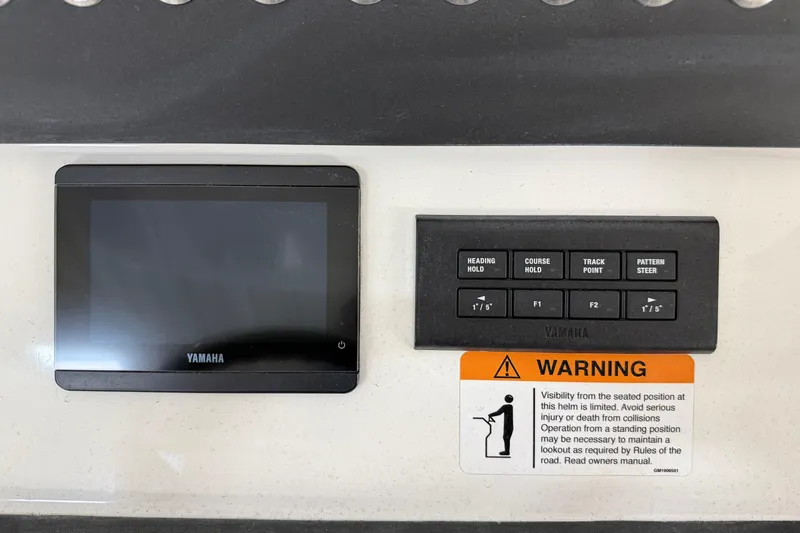 YAMAHA
HEADING
HOLD
COURSE
HOLD
TRACK
POINT
PATTERN
STEER
◄
1° / 5°
F1
F2
►
1° / 5°
YAMAHA
WARNING
Visibility from the seated position at
this helm is limited. Avoid serious
injury or death from collisions
Operation from a standing position
may be necessary to maintain a
lookout as required by Rules of the
road. Read owners manual.
GM1906501